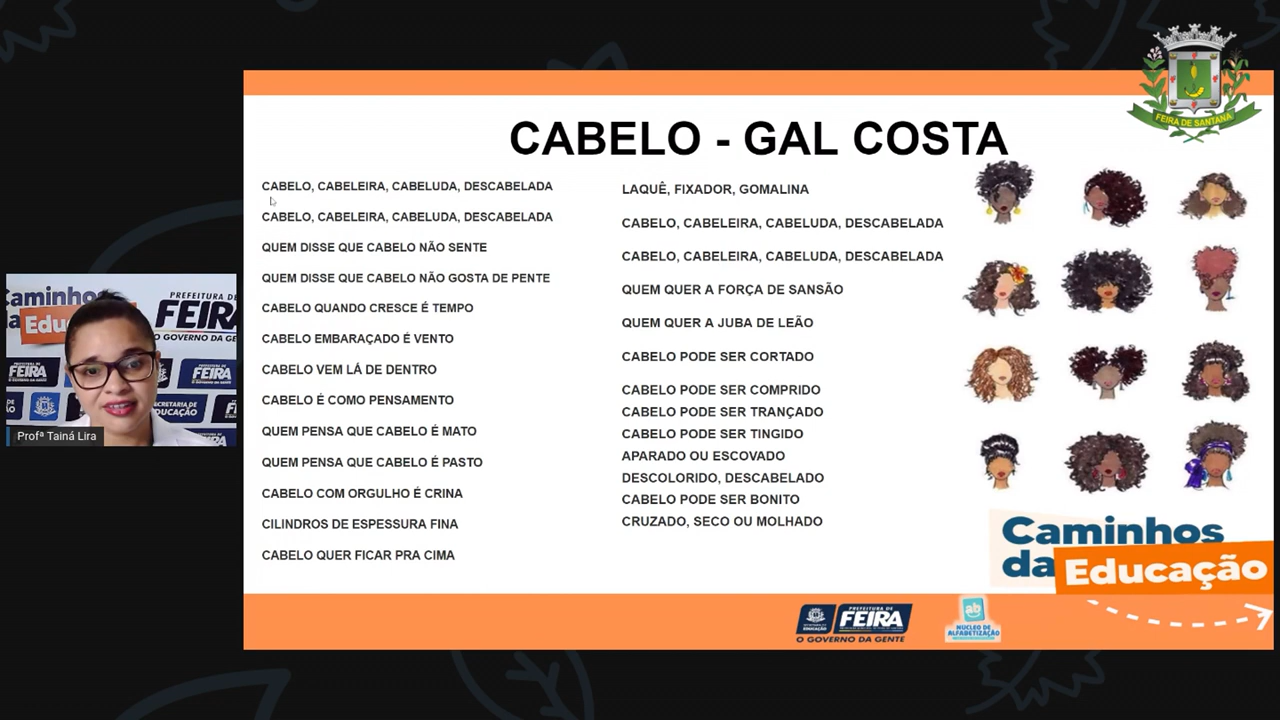 FEIRA DE SANTANA
CABELO - GAL COSTA
CABELO, CABELEIRA, CABELUDA, DESCABELADA
CABELO, CABELEIRA, CABELUDA, DESCABELADA
QUEM DISSE QUE CABELO NÃO SENTE
QUEM DISSE QUE CABELO NÃO GOSTA DE PENTE
CABELO QUANDO CRESCE É TEMPO
CABELO EMBARAÇADO É VENTO
CABELO VEM LÁ DE DENTRO
CABELO É COMO PENSAMENTO
QUEM PENSA QUE CABELO É MATO
QUEM PENSA QUE CABELO É PASTO
CABELO COM ORGULHO É CRINA
CILINDROS DE ESPESSURA FINA
CABELO QUER FICAR PRA CIMA
LAQUÊ, FIXADOR, GOMALINA
CABELO, CABELEIRA, CABELUDA, DESCABELADA
CABELO, CABELEIRA, CABELUDA, DESCABELADA
QUEM QUER A FORÇA DE SANSÃO
QUEM QUER A JUBA DE LEÃO
CABELO PODE SER CORTADO
CABELO PODE SER COMPRIDO
CABELO PODE SER TRANÇADO
CABELO PODE SER TINGIDO
APARADO OU ESCOVADO
DESCOLORIDO, DESCABELADO
CABELO PODE SER BONITO
CRUZADO, SECO OU MOLHADO
Caminhos
da Educação
PREFEITURA DE
FEIRA
O GOVERNO DA GENTE
ab
NÚCLEO DE
ALFABETIZAÇÃO
PREFEITURA DE
FEIRA
O GOVERNO DA GE
FEIRA
FEIRA
Profª Tainá Lira